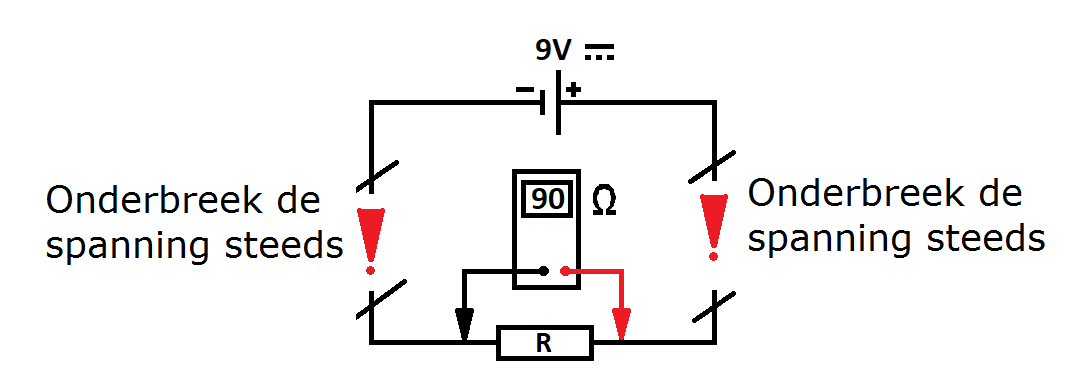 9V
− +
Onderbreek de
spanning steeds
90 Ω
Onderbreek de
spanning steeds
R